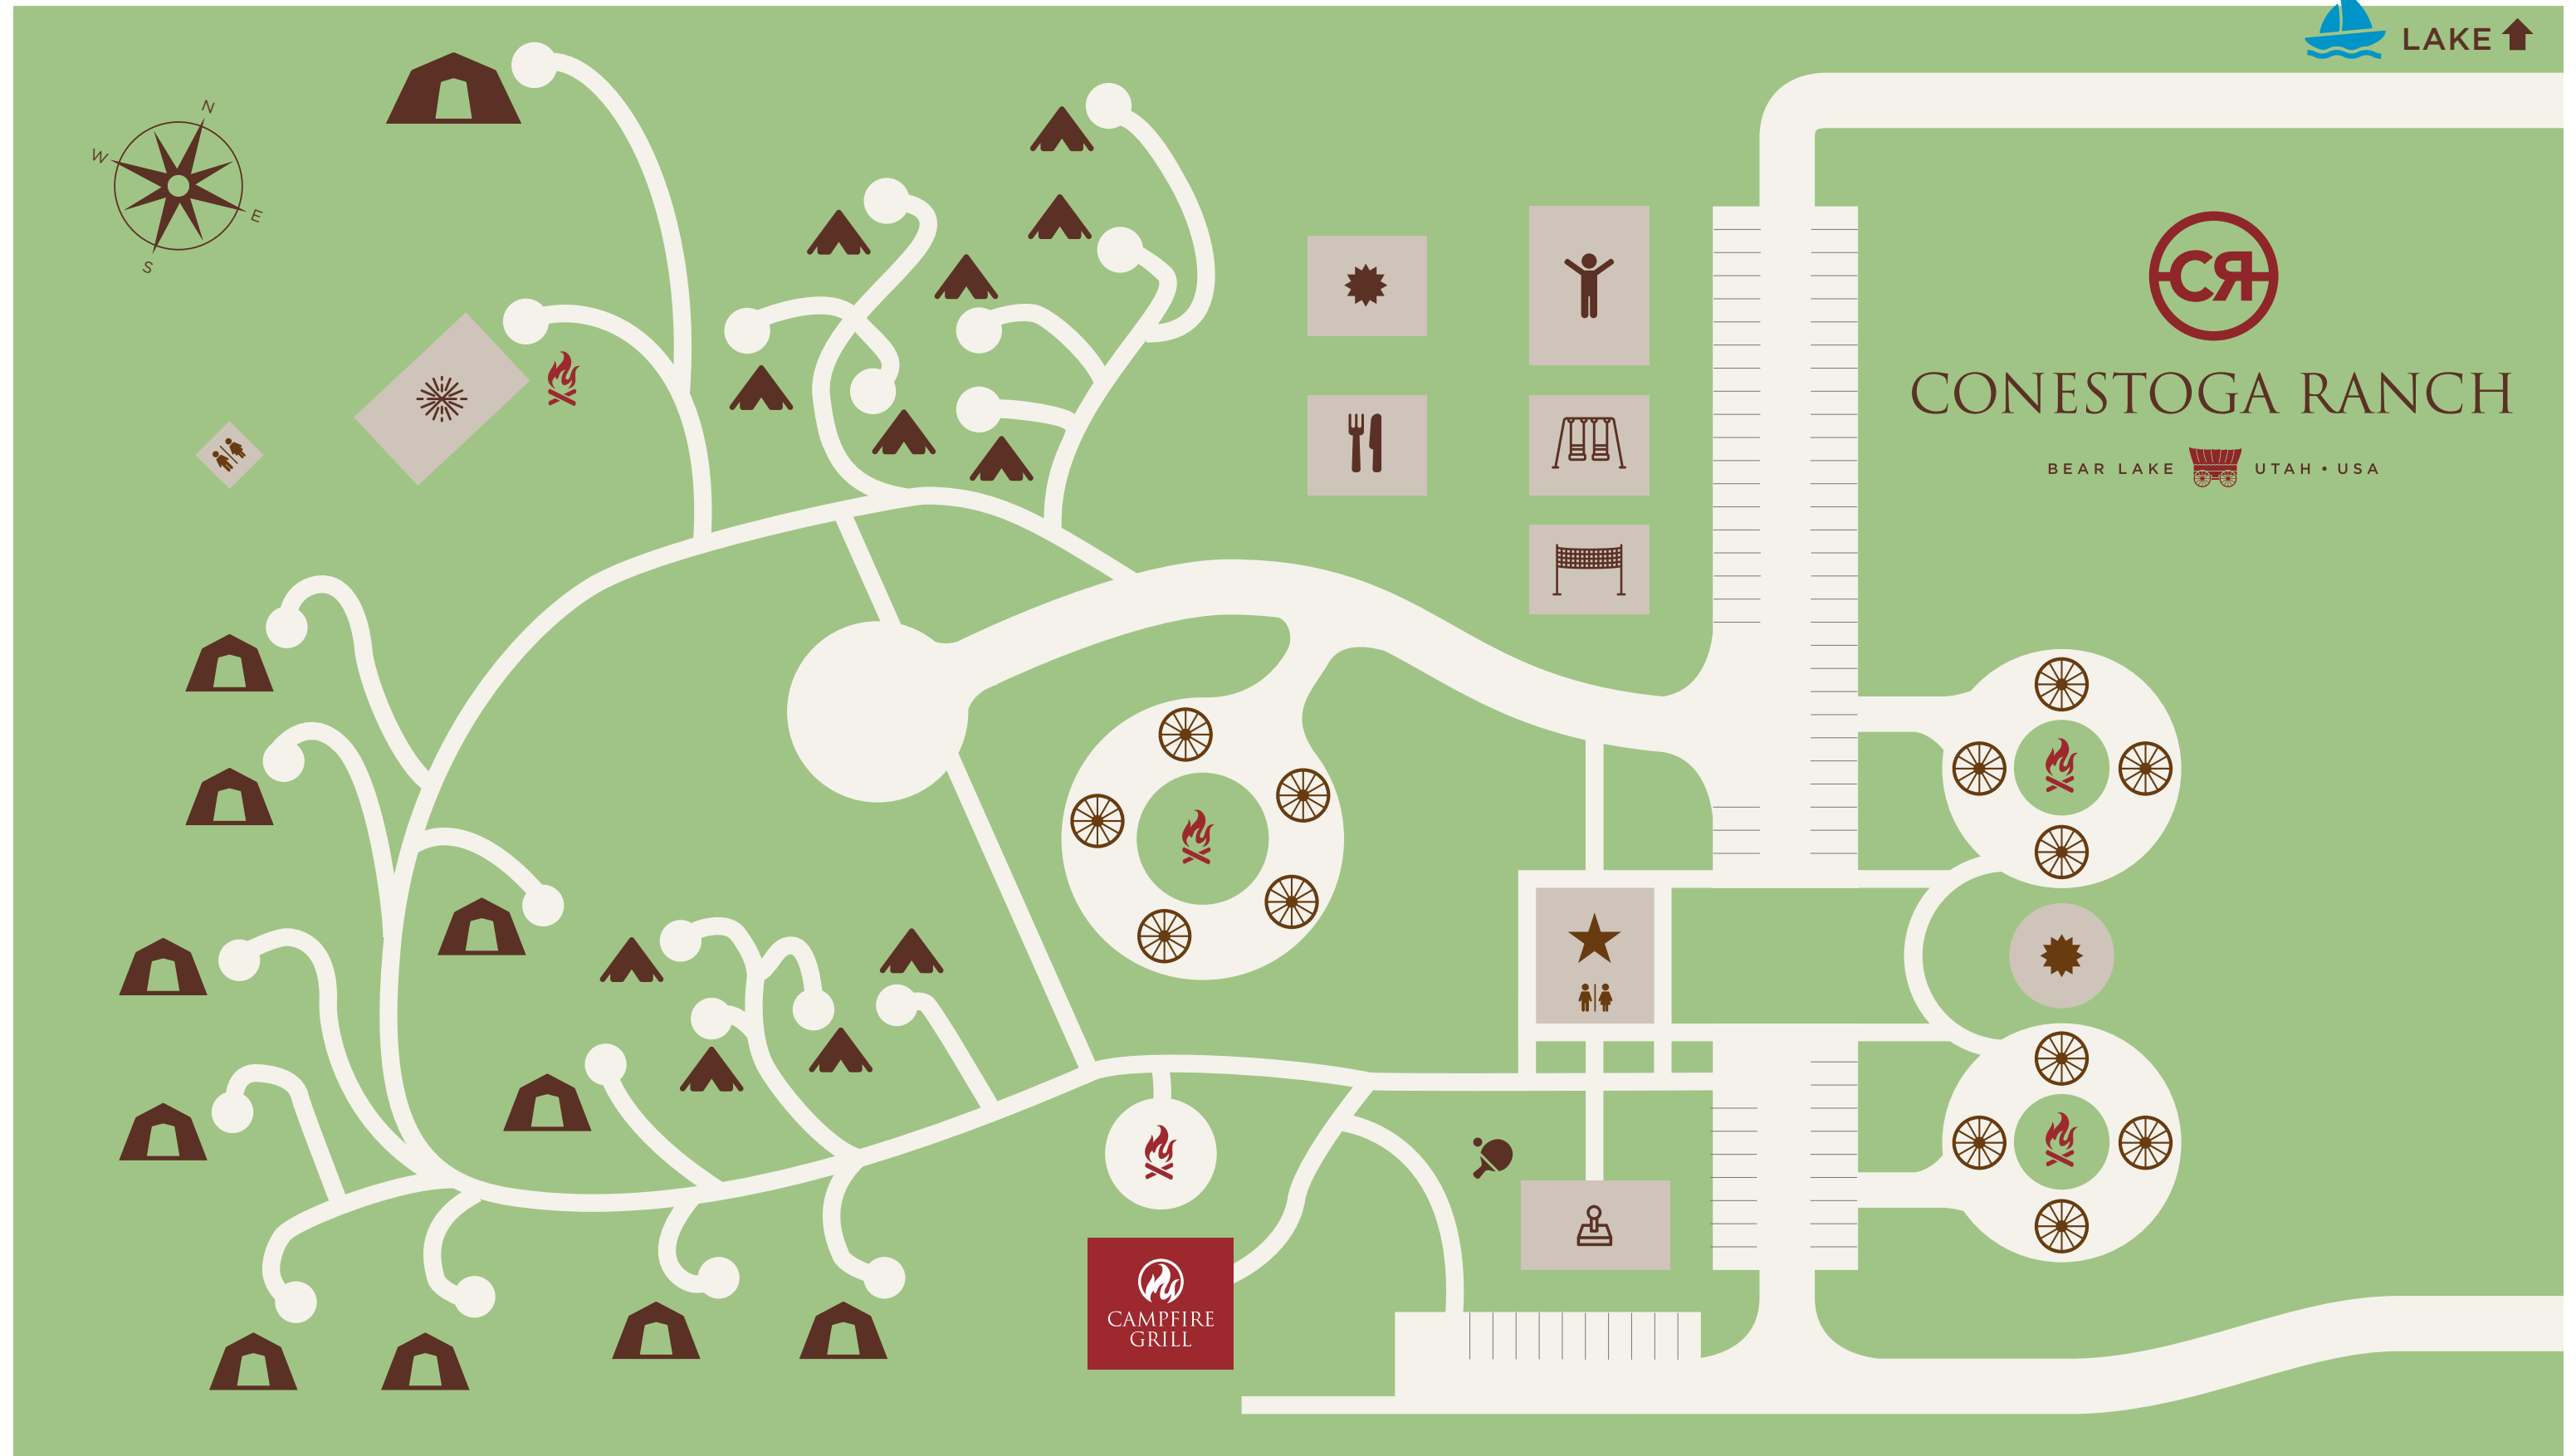 LAKE
N
W
E
S
CR
CONESTOGA RANCH
BEAR LAKE UTAH • USA
CAMPFIRE
GRILL